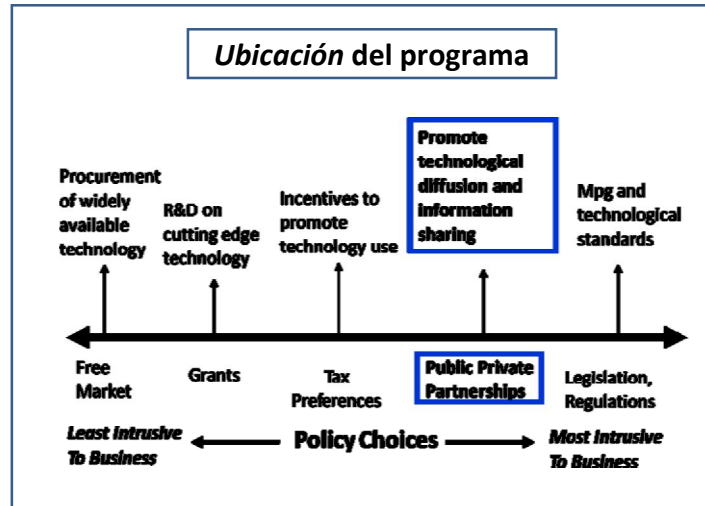 Ubicación del programa
Procurement
of widely
available
technology
R&D on
cutting edge
technology
Incentives to
promote
technology use
Promote
technological
diffusion and
information
sharing
Mpg and
technological
standards
Free
Market
Grants
Tax
Preferences
Public Private
Partnerships
Legislation,
Regulations
Least Intrusive
To Business
Policy Choices
Most Intrusive
To Business